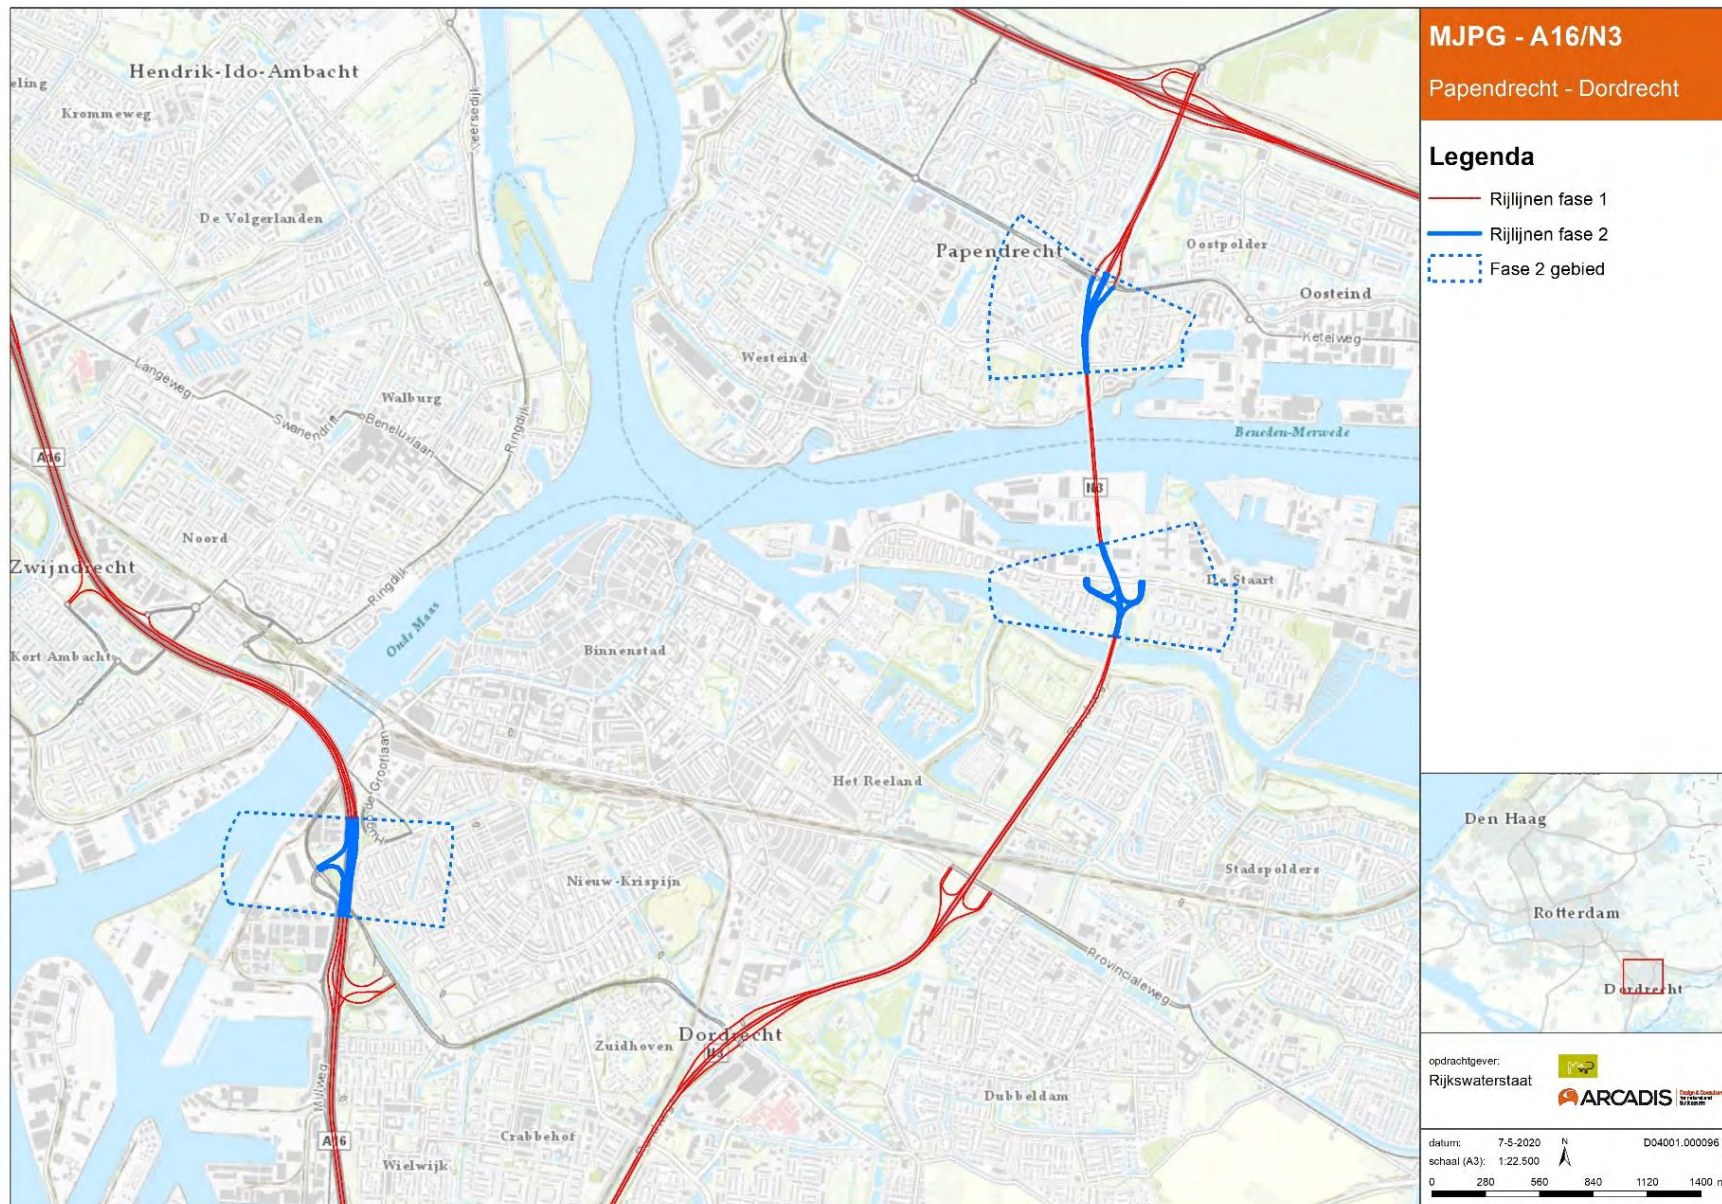 MJPG - A16/N3
Papendrecht - Dordrecht
Legenda
Rijlijnen fase 1
Rijlijnen fase 2
Fase 2 gebied
Hendrik-Ido-Ambacht
eling
Krommeweg
Veersedijk
De Volgerlanden
Papendrecht
Oostpolder
Oosteind
Ketelweg
Westeind
Langeweg
Walburg
Swanendrift
Beneluxlaan
Ringdijk
Beneden-Merwede
A16
N3
Noord
Zwijndrecht
Ringdijk
De Staart
Oude Maas
Kort Ambacht
Binnenstad
Hugo de Grootlaan
Het Reeland
Nieuw-Krispijn
Stadspolders
Provincialeweg
Dordrecht
N3
Zuidhoven
Mijlweg
Dubbeldam
Crabbehof
A16
Wielwijk
Den Haag
Rotterdam
Dordrecht
opdrachtgever:
Rijkswaterstaat
M+P
ARCADIS
datum: 7-5-2020 N D04001.000096
schaal (A3): 1:22.500
0 280 560 840 1120 1400 m